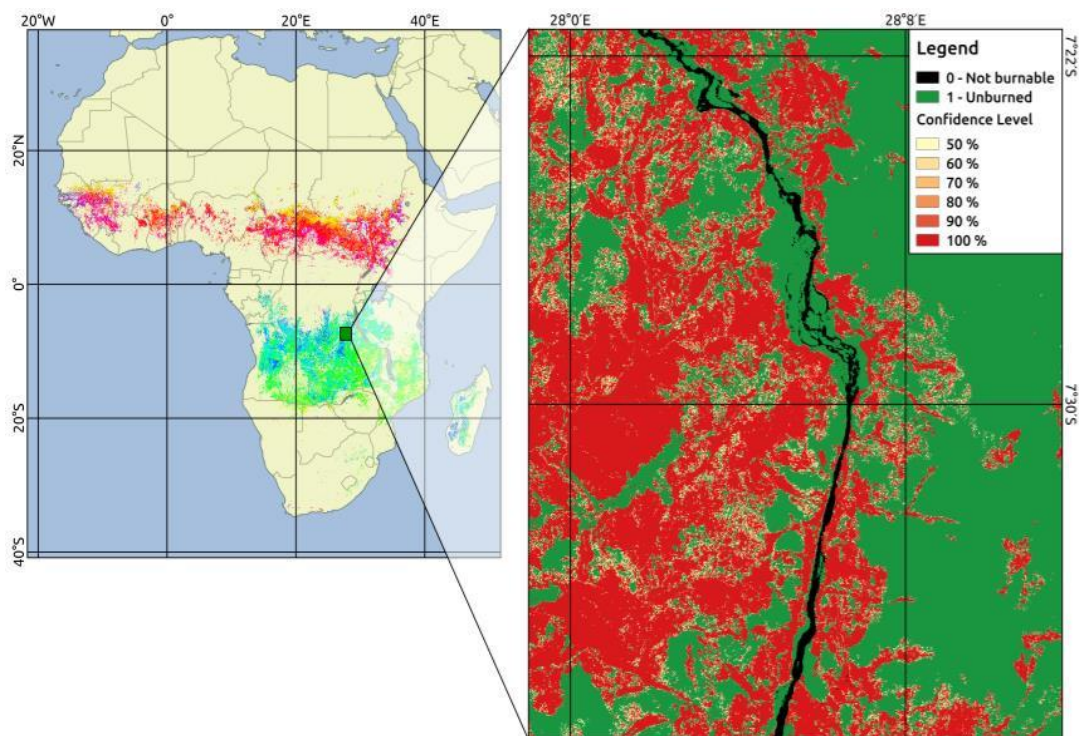 20°W 0° 20°E 40°E
20°N
0°
20°S
40°S
28°0'E 28°8'E
7°22'S
7°30'S
Legend
0 - Not burnable
1 - Unburned
Confidence Level
50 %
60 %
70 %
80 %
90 %
100 %